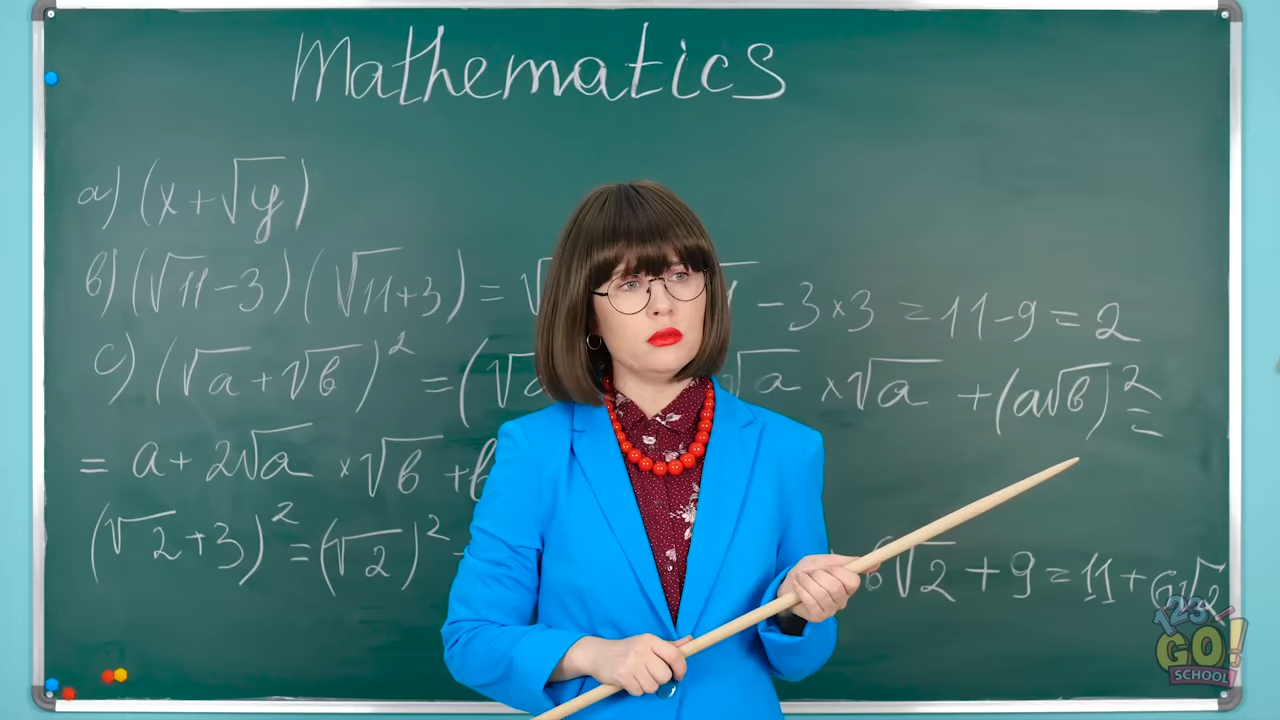 Mathematics
a) (x+√y)
в) (√11-3)(√11+3) = √ -3×3 = 11-9 = 2
c) (√a+√в)² = (√a √a ×√a +(a√в)² =
= a+2√a ×√в +в
(√2+3)² = (√2)² - 6√2 + 9 = 11 + 6√2
123 GO!
SCHOOL